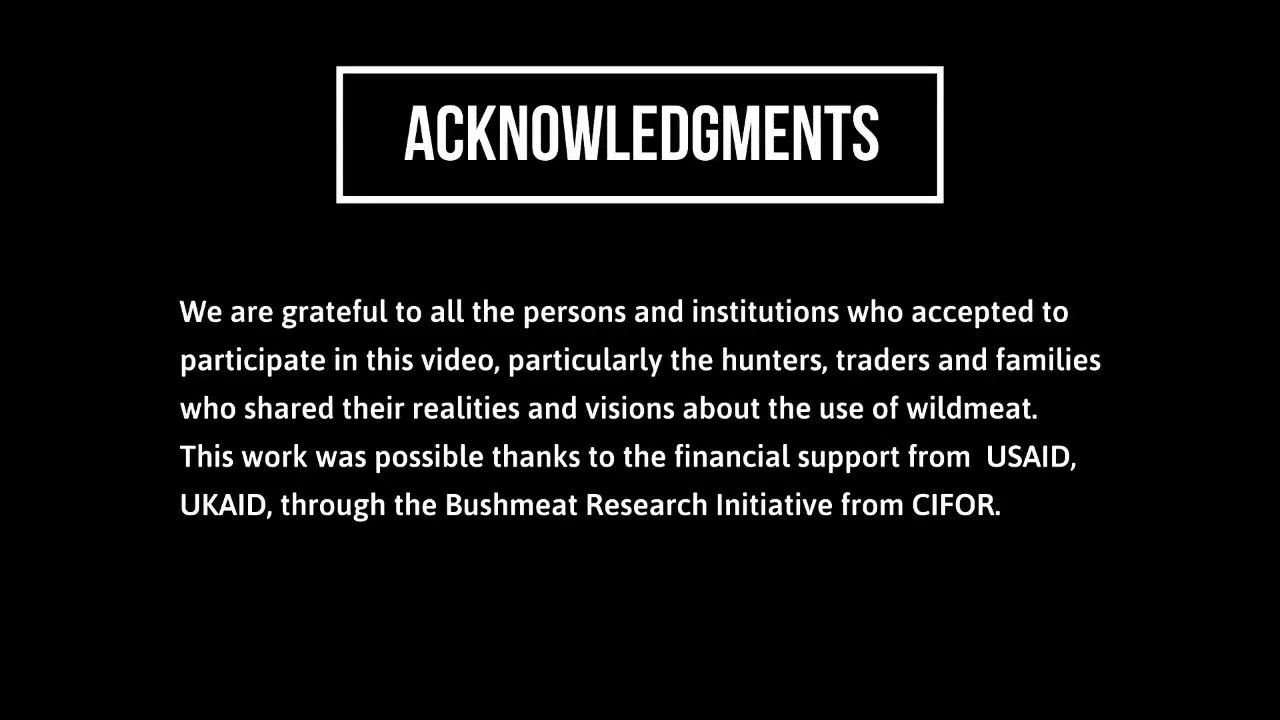 ACKNOWLEDGMENTS
We are grateful to all the persons and institutions who accepted to
participate in this video, particularly the hunters, traders and families
who shared their realities and visions about the use of wildmeat.
This work was possible thanks to the financial support from  USAID,
UKAID, through the Bushmeat Research Initiative from CIFOR.